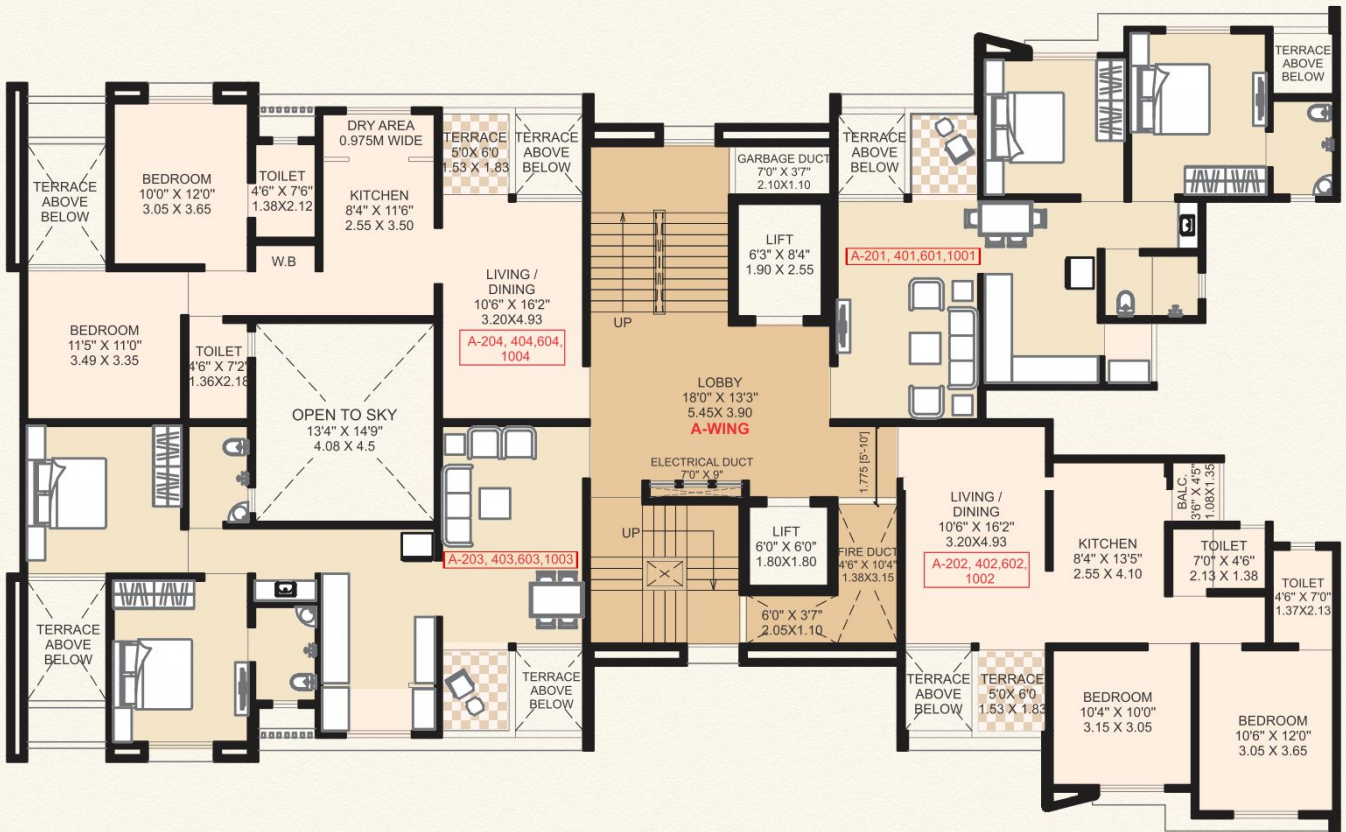 TERRACE
ABOVE
BELOW
BEDROOM
10'0" X 12'0"
3.05 X 3.65
TOILET
4'6" X 7'6"
1.38X2.12
DRY AREA
0.975M WIDE
KITCHEN
8'4" X 11'6"
2.55 X 3.50
TERRACE
5'0X 6'0
1.53 X 1.83
TERRACE
ABOVE
BELOW
W.B
LIVING /
DINING
10'6" X 16'2"
3.20X4.93
A-204, 404,604,
1004
BEDROOM
11'5" X 11'0"
3.49 X 3.35
TOILET
4'6" X 7'2"
1.36X2.18
OPEN TO SKY
13'4" X 14'9"
4.08 X 4.5
GARBAGE DUCT
7'0" X 3'7"
2.10X1.10
LIFT
6'3" X 8'4"
1.90 X 2.55
UP
LOBBY
18'0" X 13'3"
5.45X 3.90
A-WING
ELECTRICAL DUCT
7'0" X 9"
TERRACE
ABOVE
BELOW
TERRACE
ABOVE
BELOW
A-201, 401,601,1001
1.775 [5'-10']
A-203, 403,603,1003
TERRACE
ABOVE
BELOW
TERRACE
ABOVE
BELOW
UP
LIFT
6'0" X 6'0"
1.80X1.80
FIRE DUCT
4'6" X 10'4"
1.38X3.15
6'0" X 3'7"
2.05X1.10
LIVING /
DINING
10'6" X 16'2"
3.20X4.93
A-202, 402,602,
1002
KITCHEN
8'4" X 13'5"
2.55 X 4.10
BALC.
3'6" X 4'5"
1.08X1.35
TOILET
7'0" X 4'6"
2.13 X 1.38
TOILET
4'6" X 7'0"
1.37X2.13
TERRACE
ABOVE
BELOW
TERRACE
5'0X 6'0
1.53 X 1.83
BEDROOM
10'4" X 10'0"
3.15 X 3.05
BEDROOM
10'6" X 12'0"
3.05 X 3.65